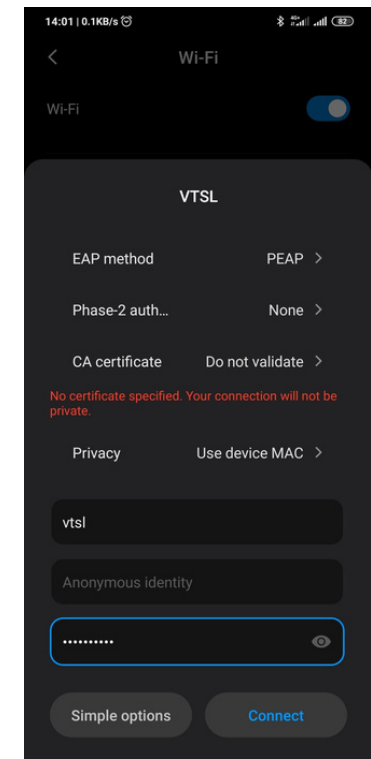 14:01 | 0.1KB/s
4G+ 82
Wi-Fi
Wi-Fi
VTSL
EAP method PEAP
Phase-2 auth... None
CA certificate Do not validate
No certificate specified. Your connection will not be
private.
Privacy Use device MAC
vtsl
Anonymous identity
••••••••••
Simple options Connect